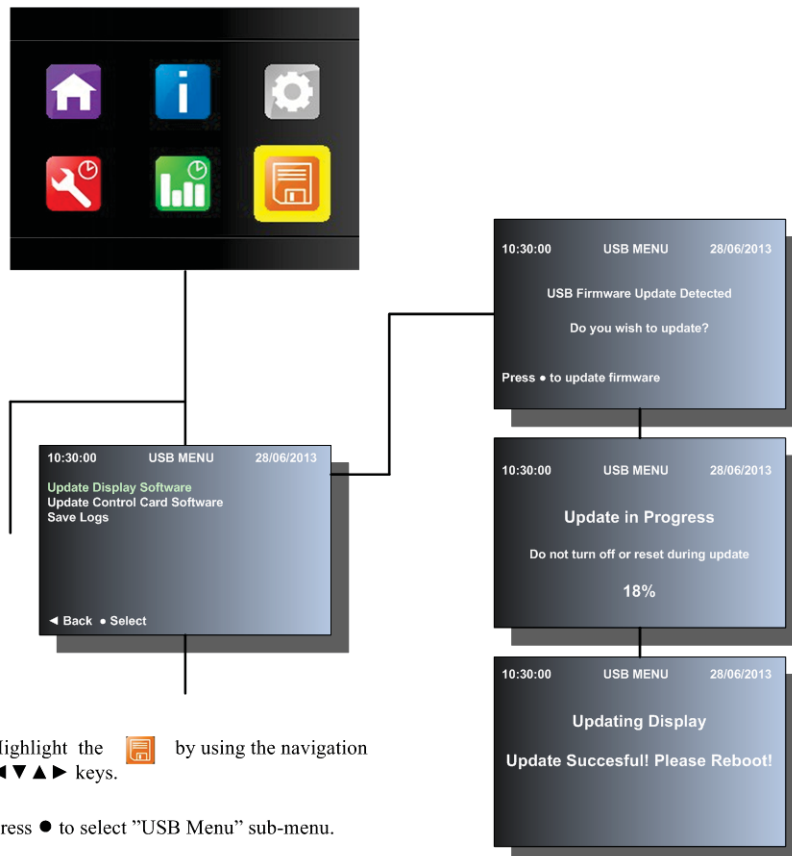 i
10:30:00 USB MENU 28/06/2013
Update Display Software
Update Control Card Software
Save Logs
◄ Back ● Select
10:30:00 USB MENU 28/06/2013
USB Firmware Update Detected
Do you wish to update?
Press ● to update firmware
10:30:00 USB MENU 28/06/2013
Update in Progress
Do not turn off or reset during update
18%
10:30:00 USB MENU 28/06/2013
Updating Display
Update Succesful! Please Reboot!
Highlight the by using the navigation
◄▼▲► keys.
ress ● to select ”USB Menu” sub-menu.